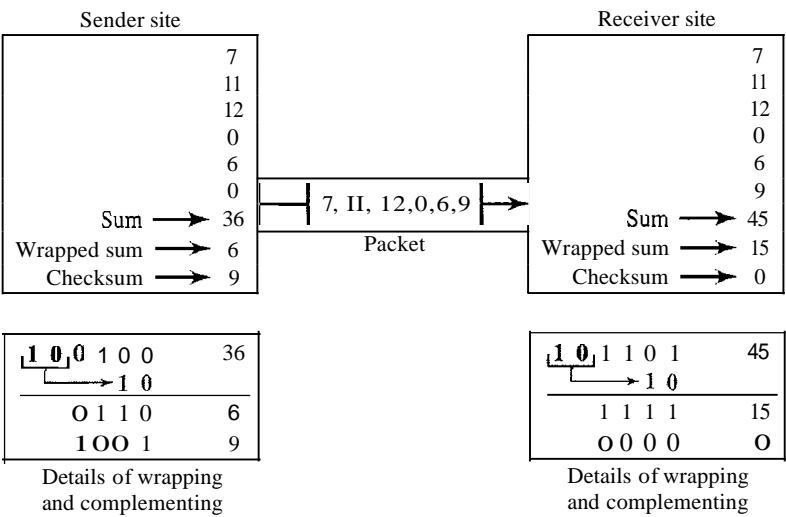 Sender site
7
11
12
0
6
0
Sum 36
Wrapped sum 6
Checksum 9
7, II, 12,0,6,9
Packet
Receiver site
7
11
12
0
6
9
Sum 45
Wrapped sum 15
Checksum 0
1 0 0 1 0 0 36
1 0
O 1 1 0 6
1 O O 1 9
Details of wrapping
and complementing
1 0 1 1 0 1 45
1 0
1 1 1 1 15
O 0 0 0 O
Details of wrapping
and complementing